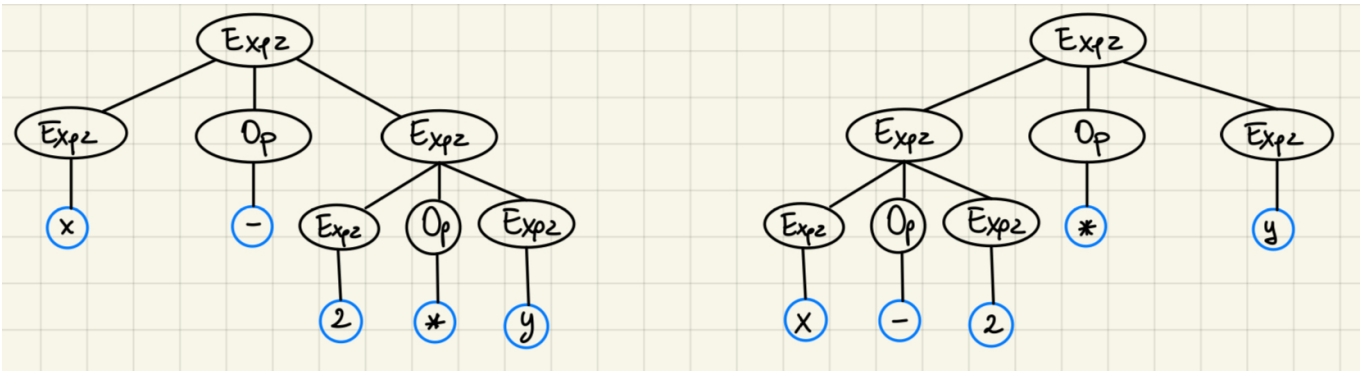 Expr
Expr Op Expr
x - Expr Op Expr
2 * y
Expr
Expr Op Expr
Expr Op Expr * y
x - 2